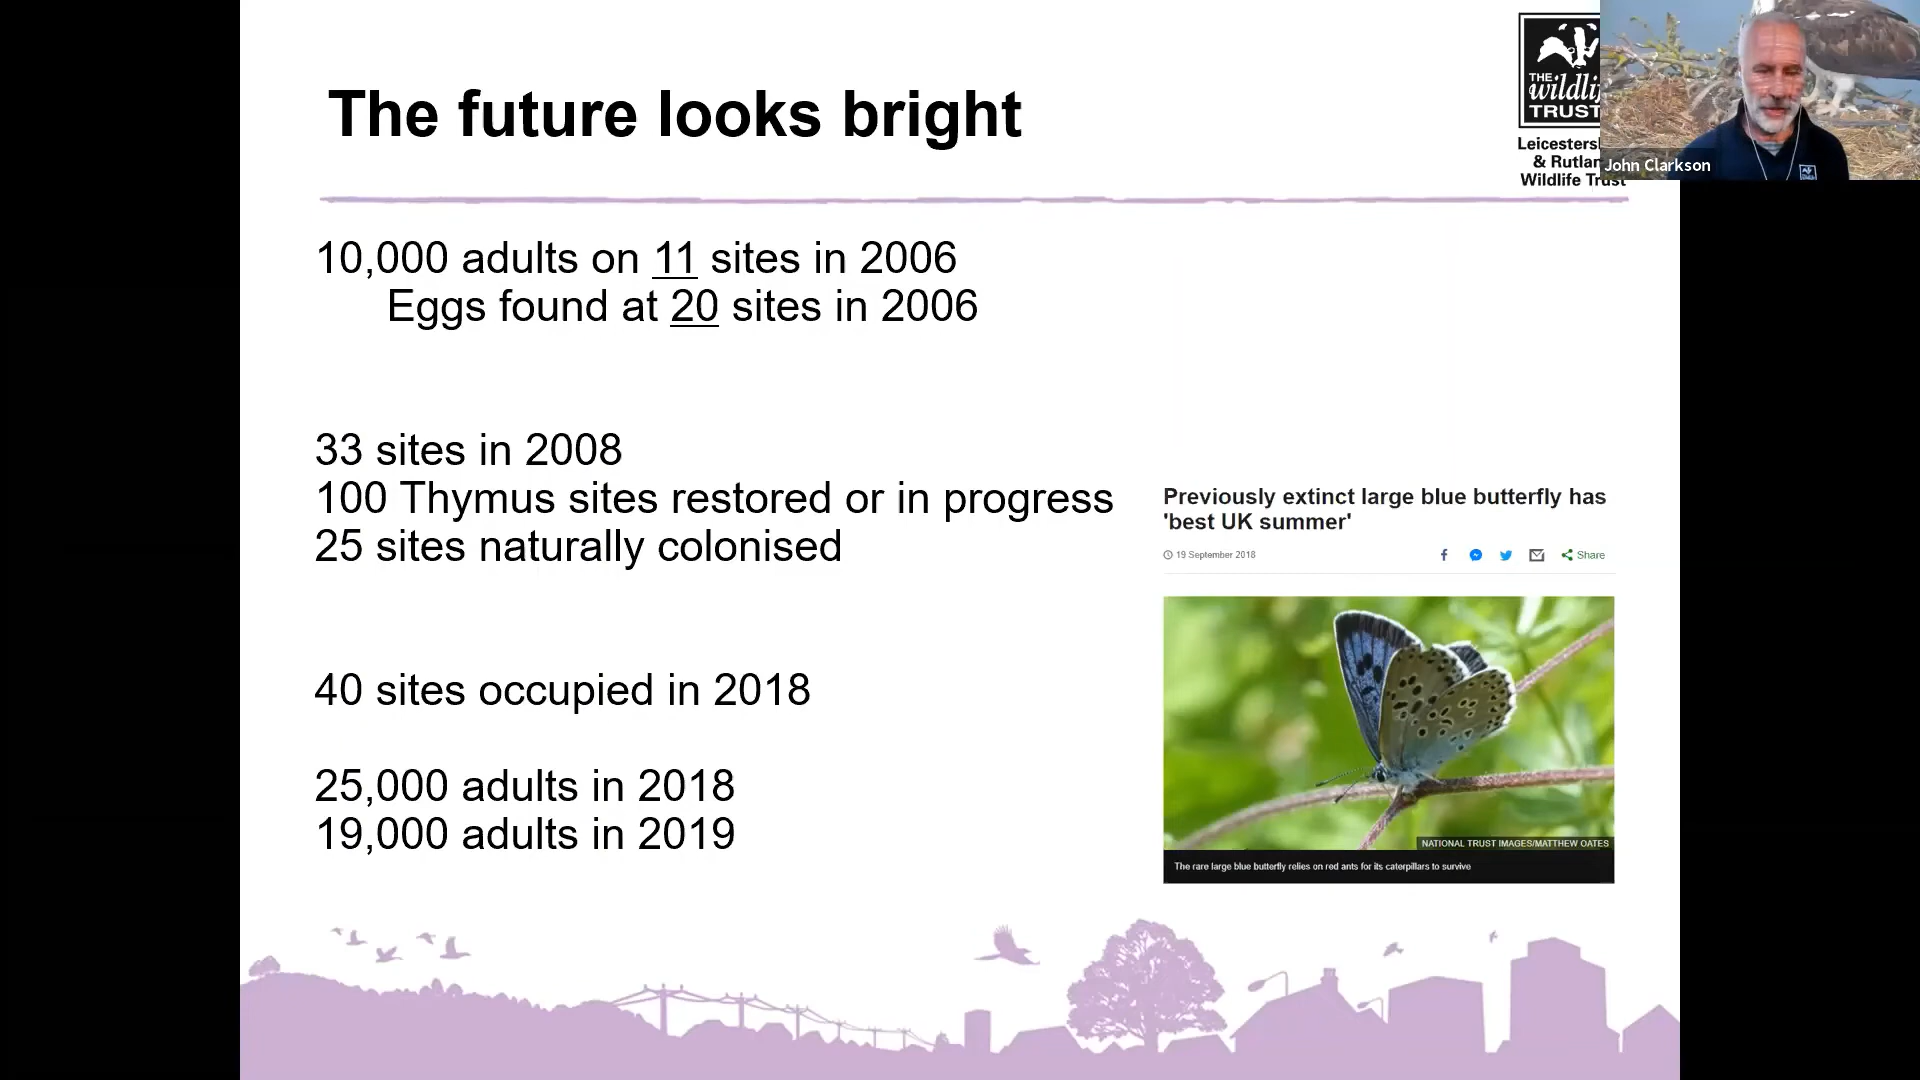 The future looks bright
THE
wildli
TRUST
Leicestersh
& Rutlan
Wildlife Trust
John Clarkson
10,000 adults on 11 sites in 2006
Eggs found at 20 sites in 2006
33 sites in 2008
100 Thymus sites restored or in progress
25 sites naturally colonised
40 sites occupied in 2018
25,000 adults in 2018
19,000 adults in 2019
Previously extinct large blue butterfly has
'best UK summer'
19 September 2018
Share
NATIONAL TRUST IMAGES/MATTHEW OATES
The rare large blue butterfly relies on red ants for its caterpillars to survive